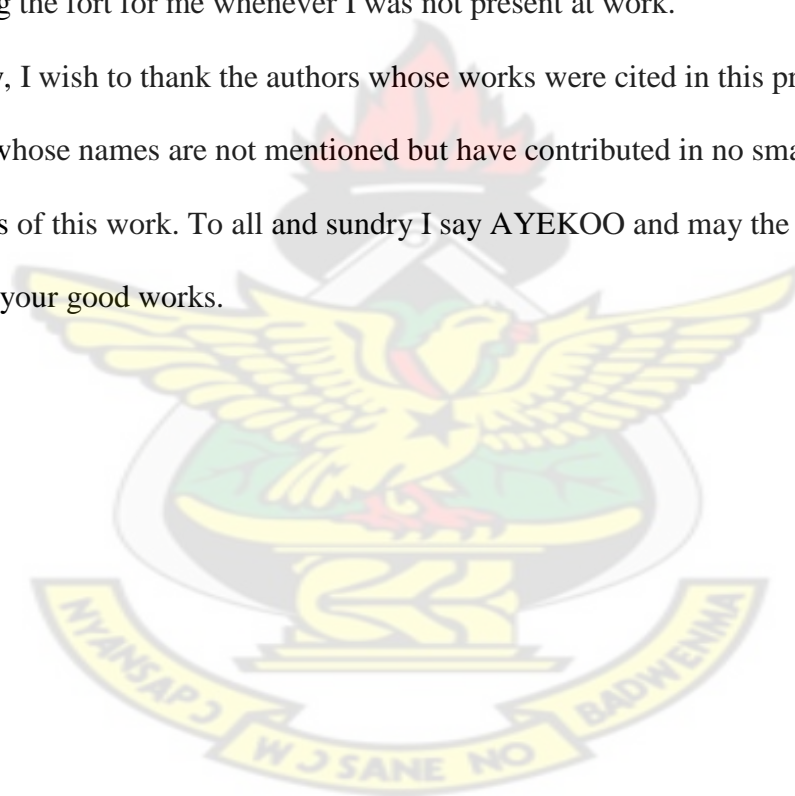 g the fort for me whenever I was not present at work.
, I wish to thank the authors whose works were cited in this pr
whose names are not mentioned but have contributed in no sma
s of this work. To all and sundry I say AYEKOO and may the
your good works.
NYANSAPƆ
WƆ SANE NO
BADWENMA